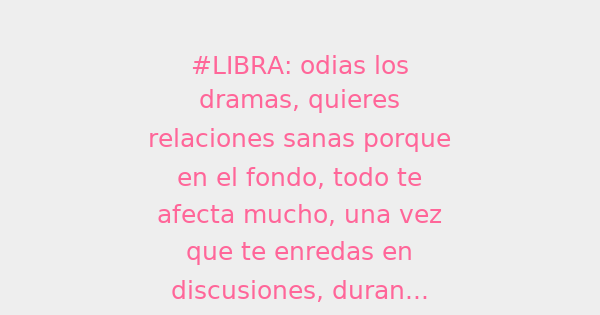 #LIBRA: odias los
dramas, quieres
relaciones sanas porque
en el fondo, todo te
afecta mucho, una vez
que te enredas en
discusiones, duran...